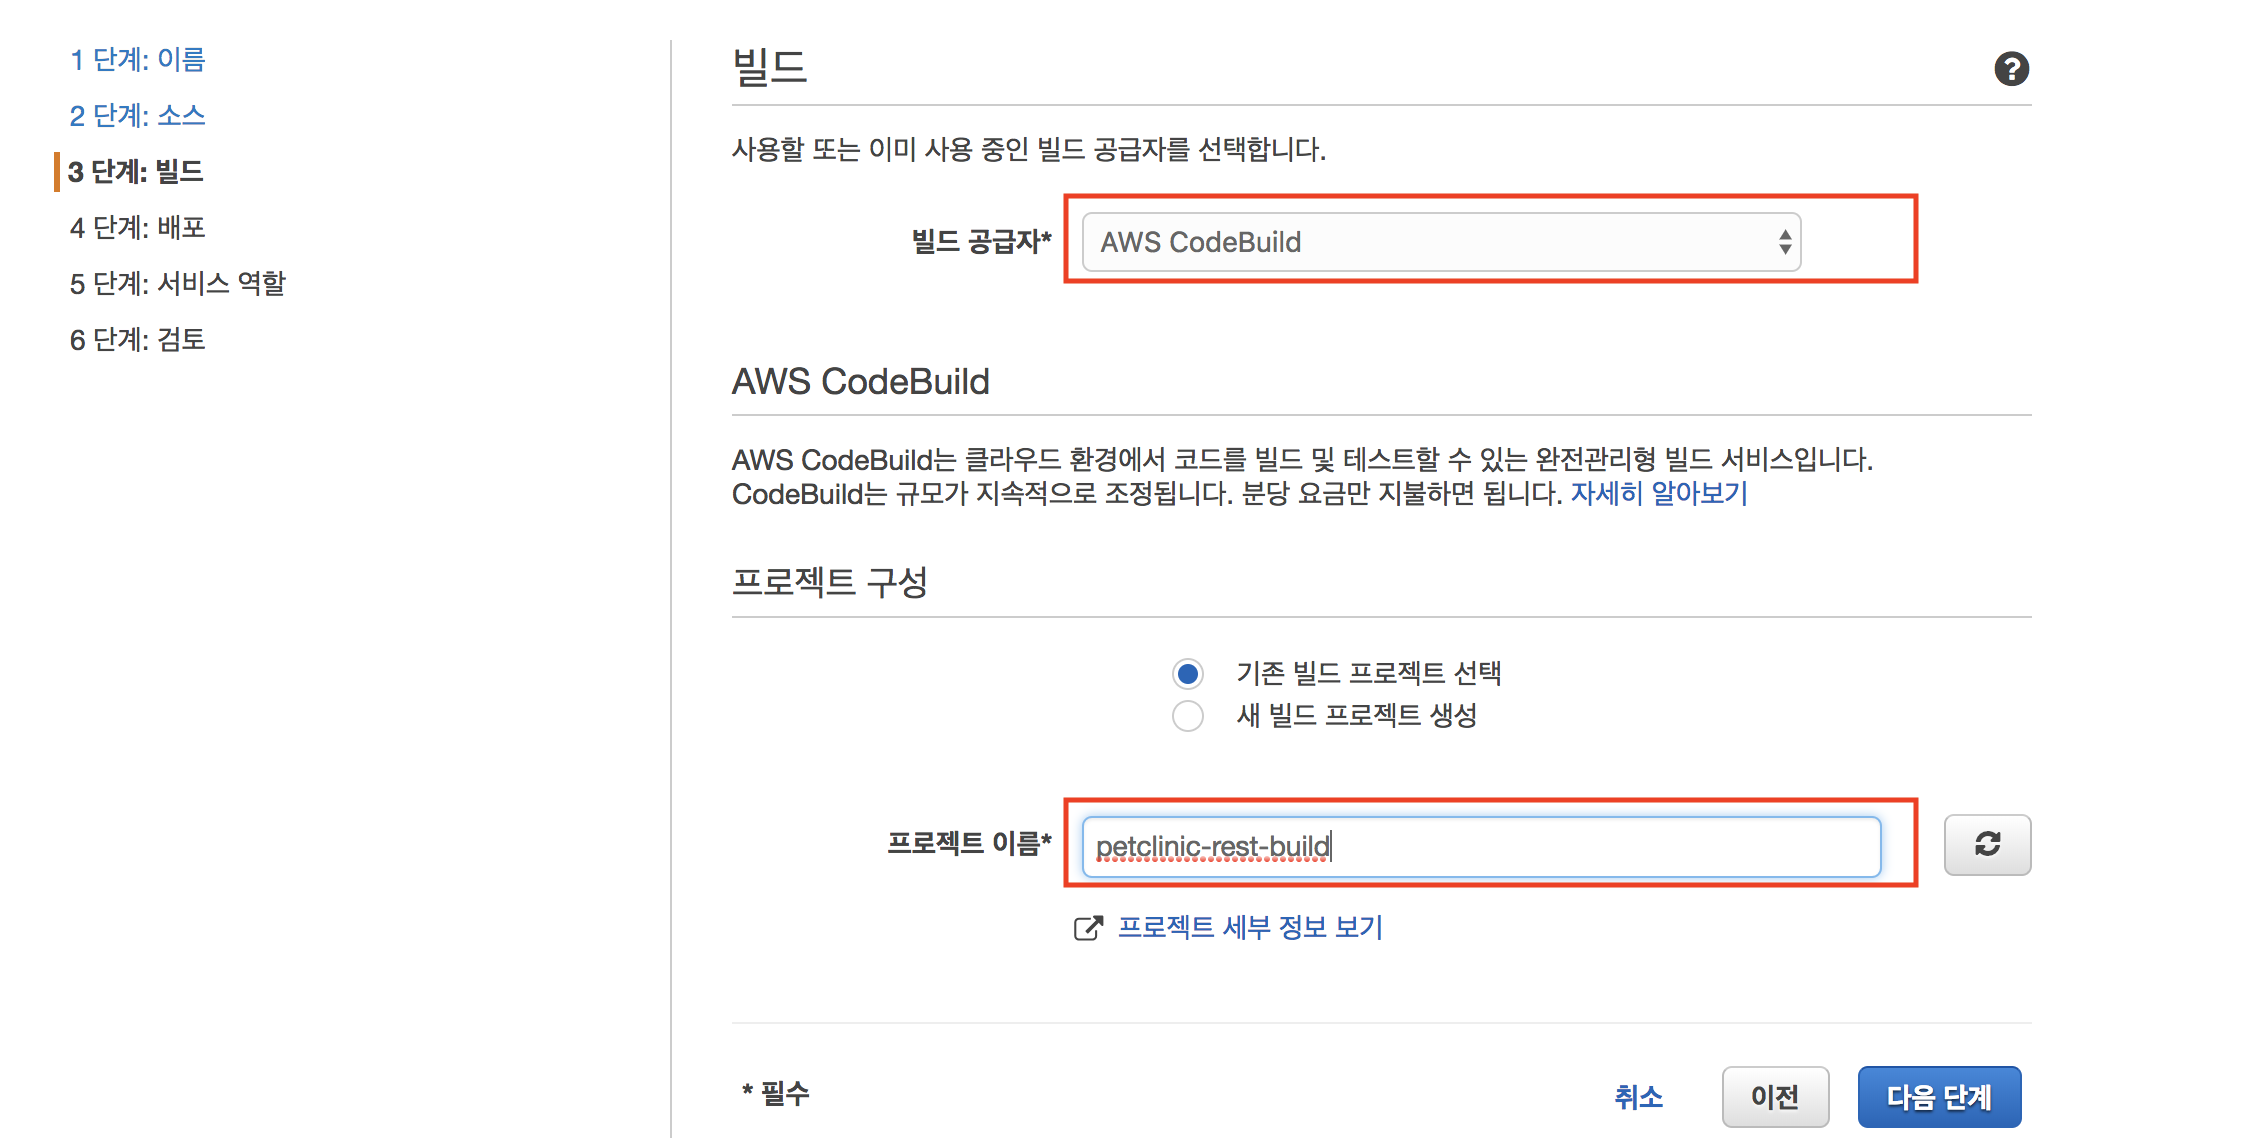 1 단계: 이름
2 단계: 소스
3 단계: 빌드
4 단계: 배포
5 단계: 서비스 역할
6 단계: 검토
빌드
사용할 또는 이미 사용 중인 빌드 공급자를 선택합니다.
빌드 공급자*
AWS CodeBuild
AWS CodeBuild
AWS CodeBuild는 클라우드 환경에서 코드를 빌드 및 테스트할 수 있는 완전관리형 빌드 서비스입니다.
CodeBuild는 규모가 지속적으로 조정됩니다. 분당 요금만 지불하면 됩니다. 자세히 알아보기
프로젝트 구성
기존 빌드 프로젝트 선택
새 빌드 프로젝트 생성
프로젝트 이름*
petclinic-rest-build
프로젝트 세부 정보 보기
* 필수
취소
이전
다음 단계